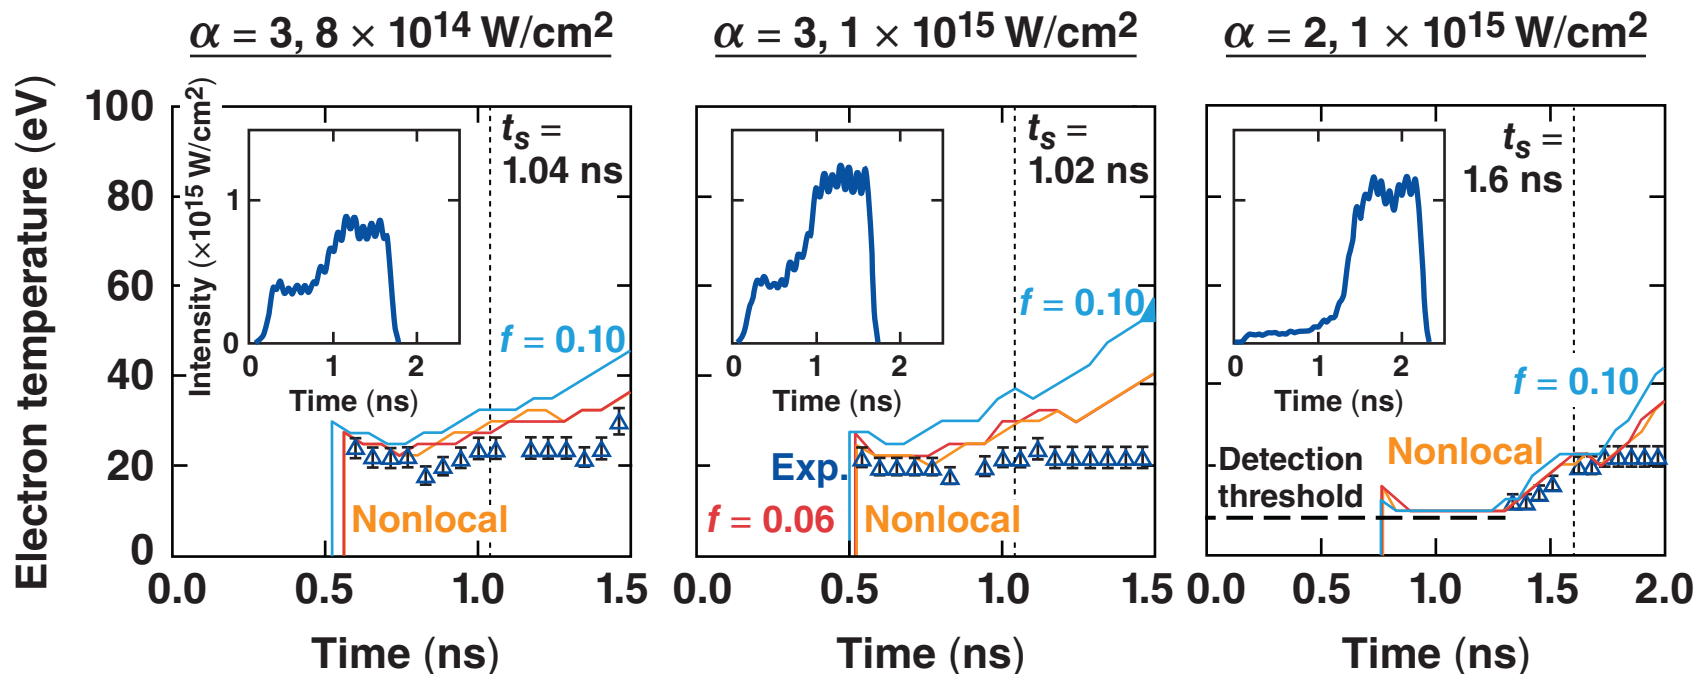 α = 3, 8 × 10¹⁴ W/cm²
α = 3, 1 × 10¹⁵ W/cm²
α = 2, 1 × 10¹⁵ W/cm²
Electron temperature (eV)
100
80
60
40
20
0
Intensity (×10¹⁵ W/cm²)
1
0
0 1 2
Time (ns)
tₛ =
1.04 ns
f = 0.10
Nonlocal
0.0 0.5 1.0 1.5
Time (ns)
0 1 2
Time (ns)
tₛ =
1.02 ns
f = 0.10
Exp.
f = 0.06
Nonlocal
0.0 0.5 1.0 1.5
Time (ns)
0 1 2
Time (ns)
tₛ =
1.6 ns
f = 0.10
Nonlocal
Detection
threshold
0.0 0.5 1.0 1.5 2.0
Time (ns)